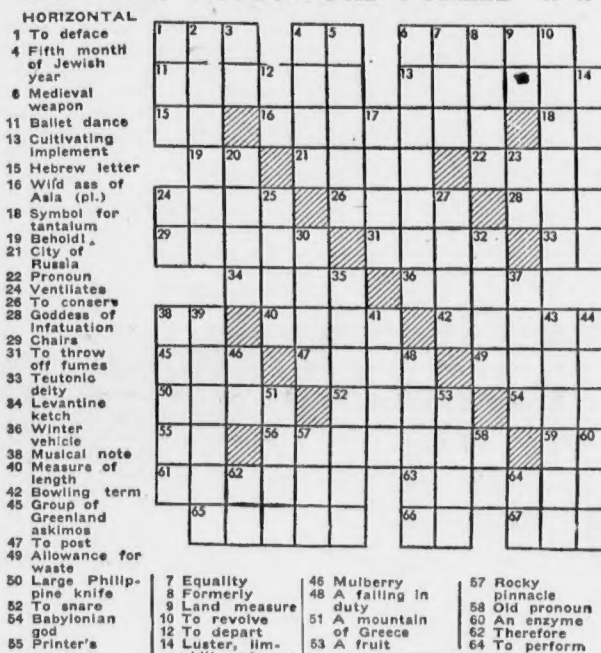 HORIZONTAL
1 To deface
4 Fifth month
of Jewish
year
6 Medieval
weapon
11 Ballet dance
13 Cultivating
implement
15 Hebrew letter
16 Wild ass of
Asia (pl.)
18 Symbol for
tantalum
19 Behold!
21 City of
Russia
22 Pronoun
24 Ventilates
26 To conserve
28 Goddess of
infatuation
29 Chairs
31 To throw
off fumes
33 Teutonic
deity
34 Levantine
ketch
36 Winter
vehicle
38 Musical note
40 Measure of
length
42 Bowling term
45 Group of
Greenland
askimos
47 To post
49 Allowance for
waste
50 Large Philip-
pine knife
52 To snare
54 Babylonian
god
55 Printer's
7 Equality
8 Formerly
9 Land measure
10 To revolve
12 To depart
14 Luster, lim-
46 Mulberry
48 A failing in
duty
51 A mountain
of Greece
53 A fruit
57 Rocky
pinnacle
58 Old pronoun
60 An enzyme
62 Therefore
64 To perform
1 2 3 4 5 6 7 8 9 10
11 12 13 14
15 16 17 18
19 20 21 22 23
24 25 26 27 28
29 30 31 32 33
34 35 36 37
38 39 40 41 42 43 44
45 46 47 48 49
50 51 52 53 54
55 56 57 58 59 60
61 62 63 64
65 66 67